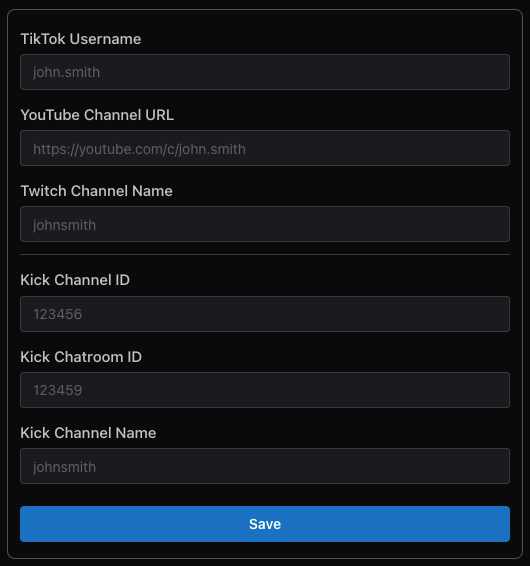 TikTok Username
john.smith
YouTube Channel URL
https://youtube.com/c/john.smith
Twitch Channel Name
johnsmith
Kick Channel ID
123456
Kick Chatroom ID
123459
Kick Channel Name
johnsmith
Save